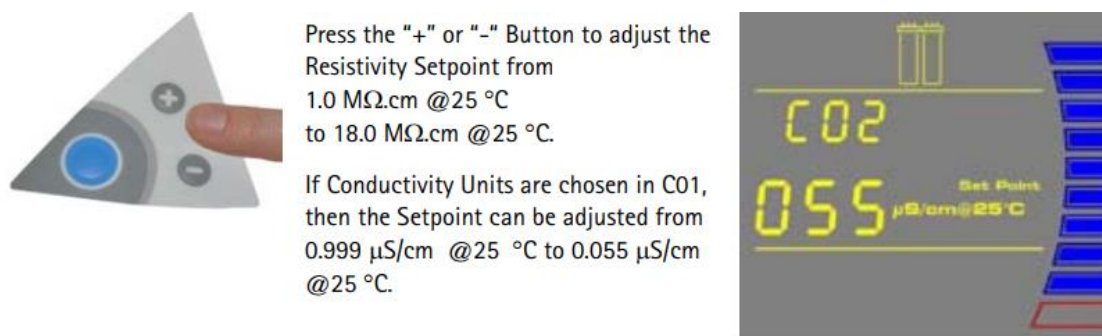 Press the "+" or "-" Button to adjust the
Resistivity Setpoint from
1.0 MΩ.cm @25 °C
to 18.0 MΩ.cm @25 °C.
If Conductivity Units are chosen in C01,
then the Setpoint can be adjusted from
0.999 μS/cm @25 °C to 0.055 μS/cm
@25 °C.
+
-
C02
Set Point
055 μS/cm@25°C